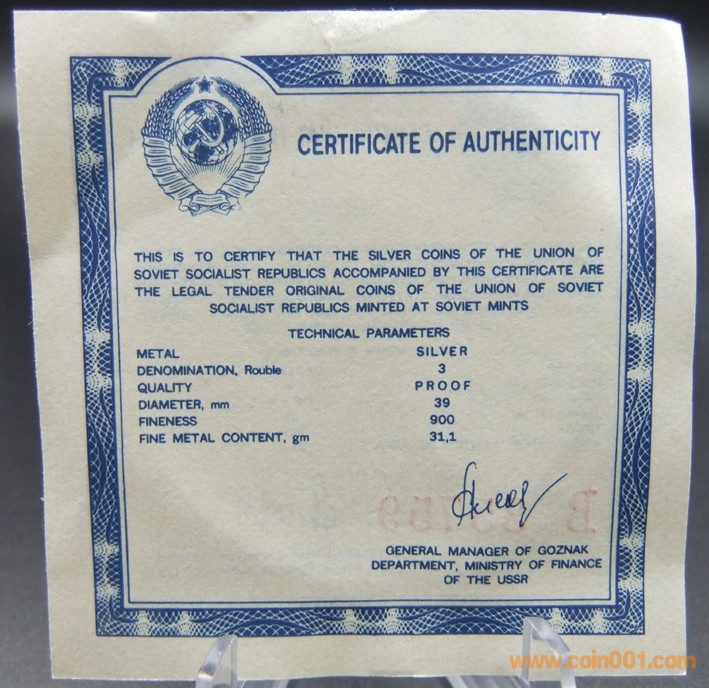 CERTIFICATE OF AUTHENTICITY
THIS IS TO CERTIFY THAT THE SILVER COINS OF THE UNION OF
SOVIET SOCIALIST REPUBLICS ACCOMPANIED BY THIS CERTIFICATE ARE
THE LEGAL TENDER ORIGINAL COINS OF THE UNION OF SOVIET
SOCIALIST REPUBLICS MINTED AT SOVIET MINTS
TECHNICAL PARAMETERS
METAL SILVER
DENOMINATION, Rouble 3
QUALITY PROOF
DIAMETER, mm 39
FINENESS 900
FINE METAL CONTENT, gm 31,1
GENERAL MANAGER OF GOZNAK
DEPARTMENT, MINISTRY OF FINANCE
OF THE USSR
www.coin001.com